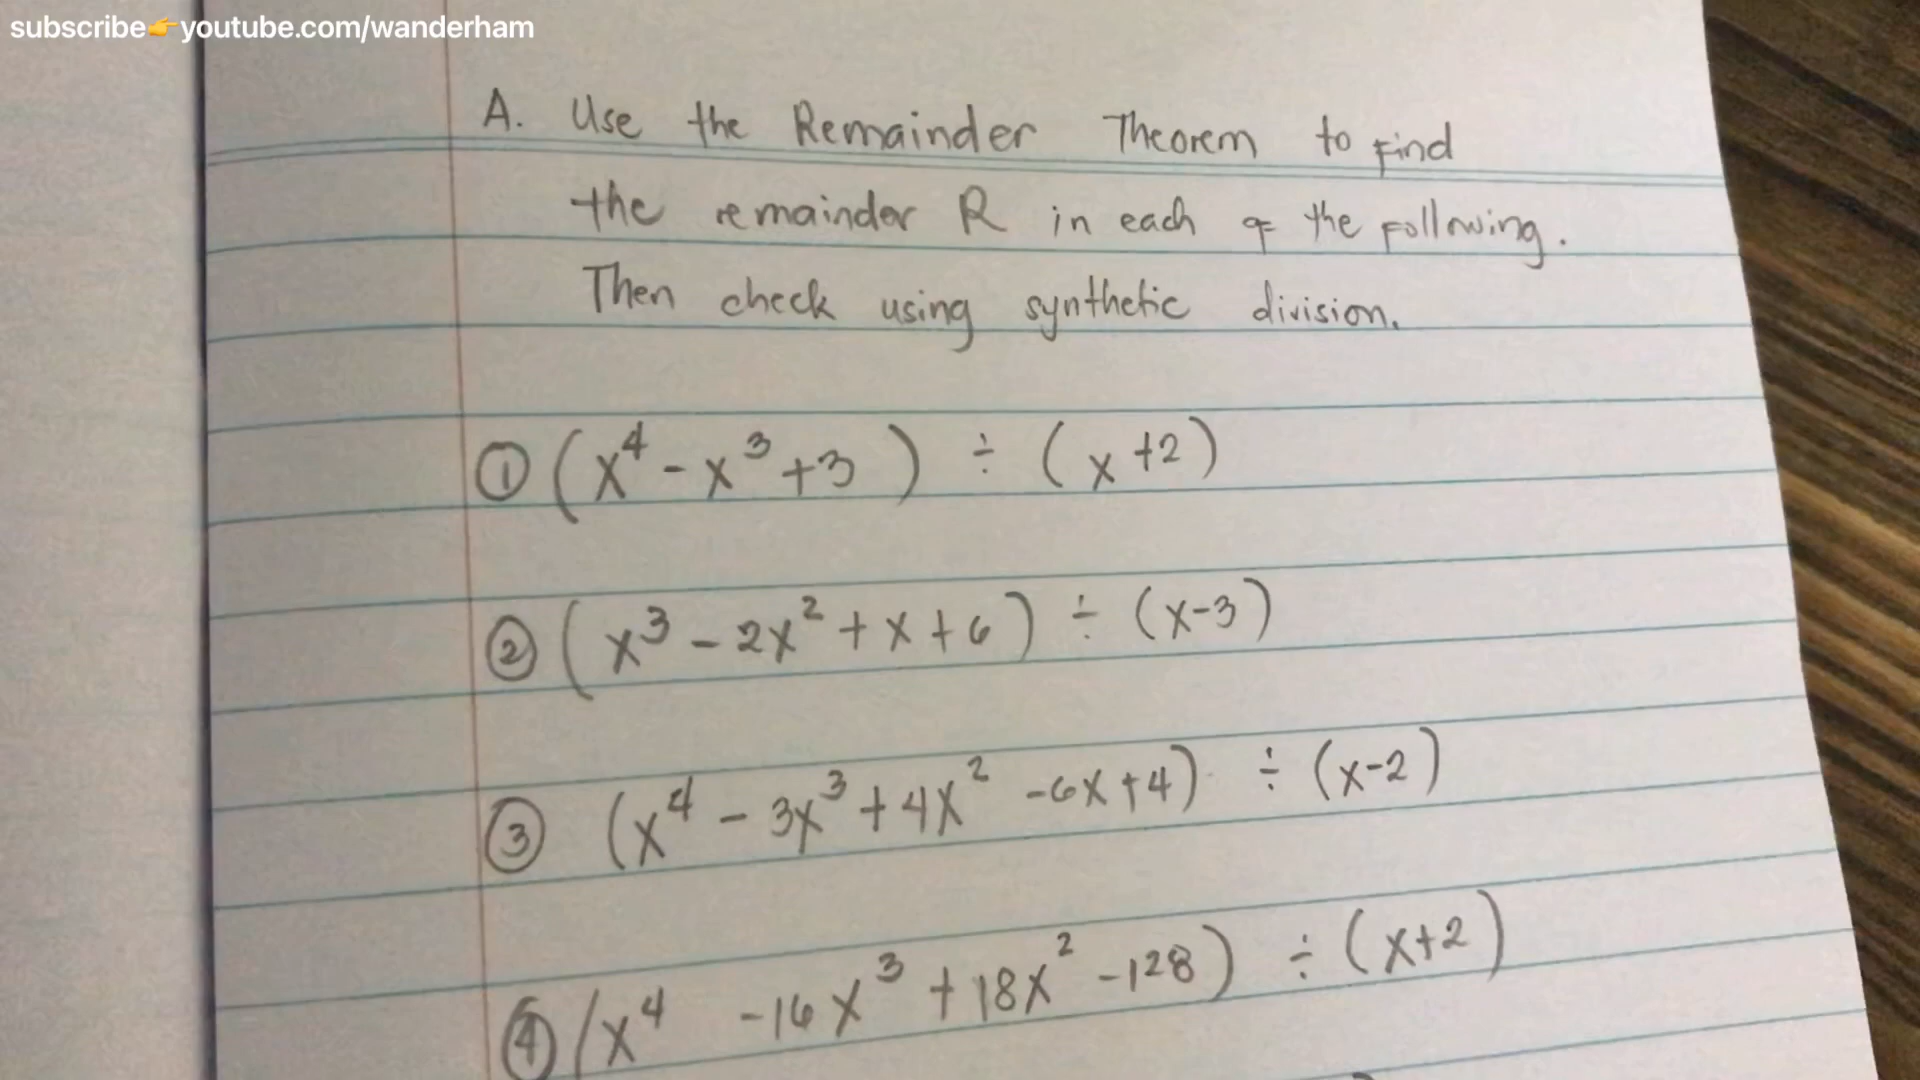 subscribe👉youtube.com/wanderham
A. Use the Remainder Theorem to find
the remainder R in each of the following.
Then check using synthetic division.
① (x⁴ - x³ + 3) ÷ (x + 2)
② (x³ - 2x² + x + 6) ÷ (x - 3)
③ (x⁴ - 3x³ + 4x² - 6x + 4) ÷ (x - 2)
④ (x⁴ - 16x³ + 18x² - 128) ÷ (x + 2)